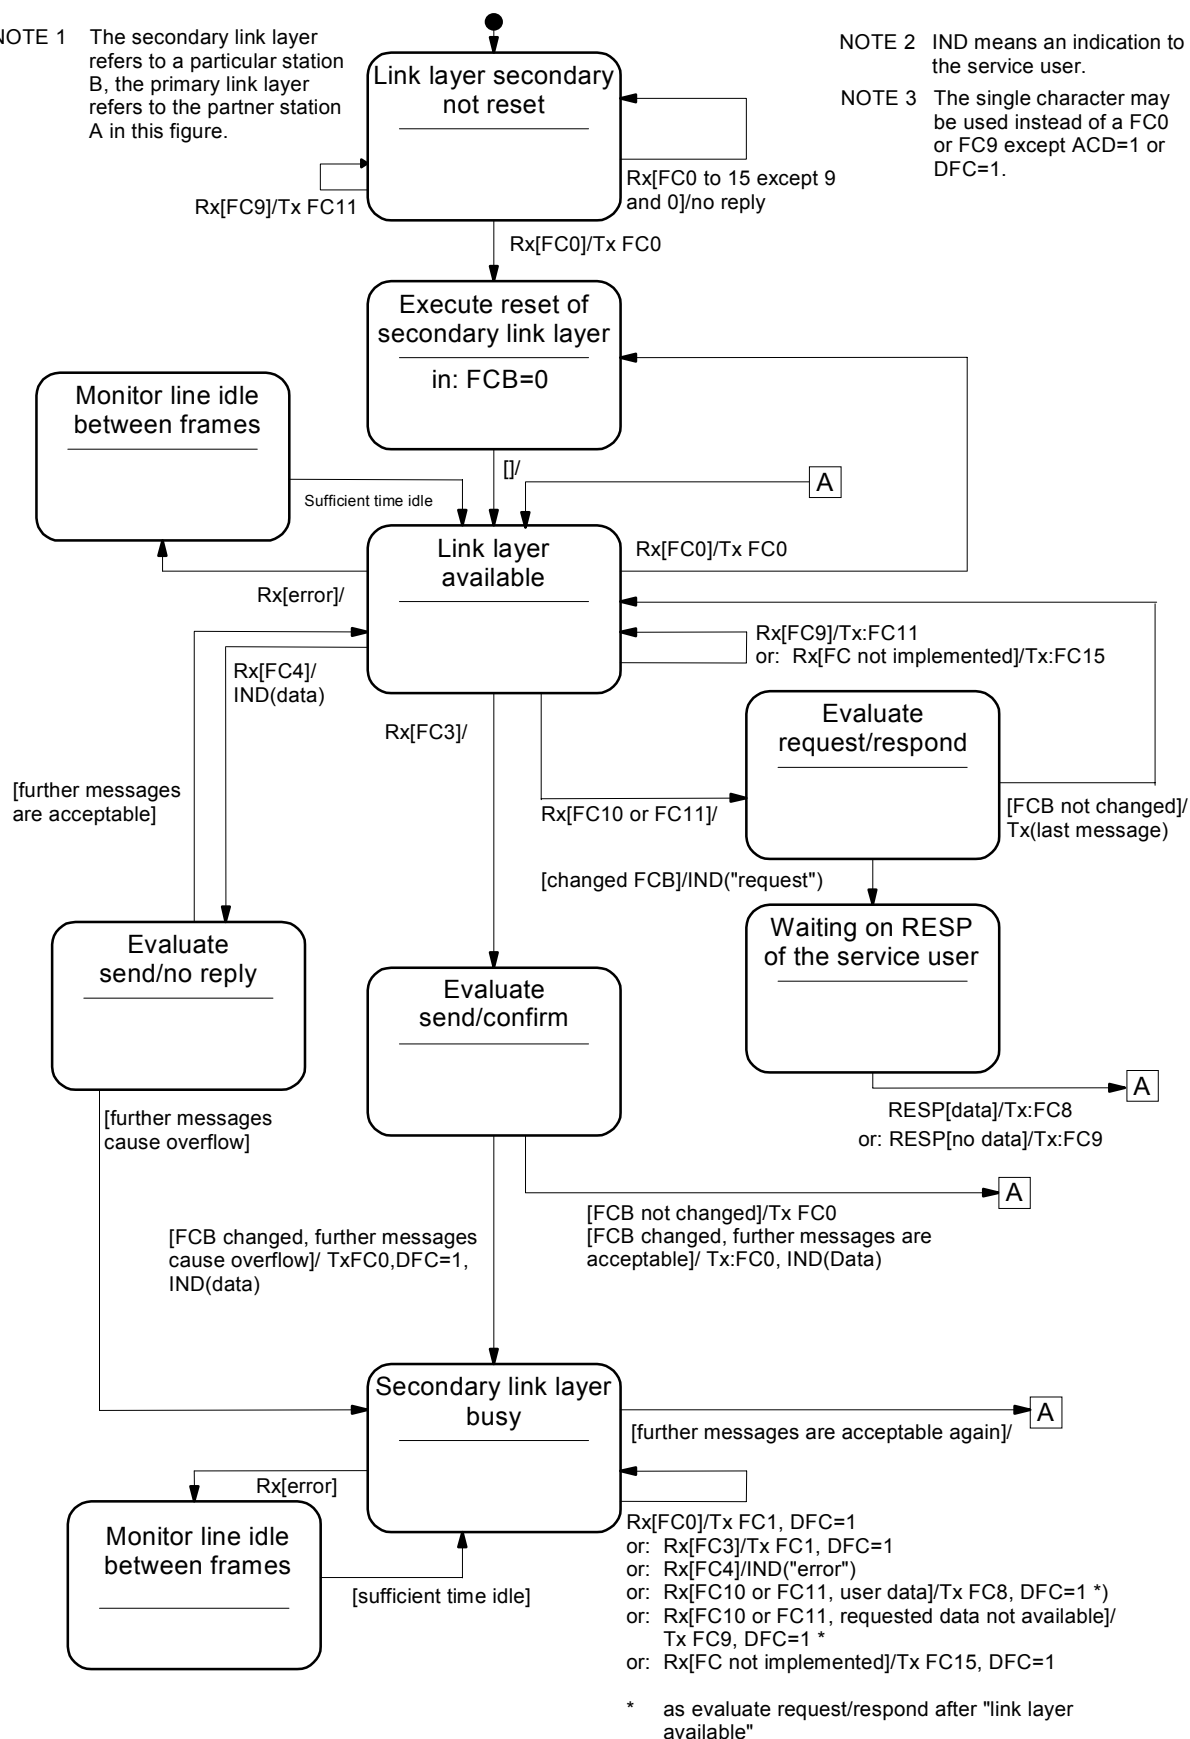 NOTE 1 The secondary link layer
refers to a particular station
B, the primary link layer
refers to the partner station
A in this figure.
NOTE 2 IND means an indication to
the service user.
NOTE 3 The single character may
be used instead of a FC0
or FC9 except ACD=1 or
DFC=1.
Link layer secondary
not reset
Rx[FC9]/Tx FC11
Rx[FC0 to 15 except 9
and 0]/no reply
Rx[FC0]/Tx FC0
Execute reset of
secondary link layer
in: FCB=0
Monitor line idle
between frames
[]/
A
Sufficient time idle
Link layer
available
Rx[FC0]/Tx FC0
Rx[error]/
Rx[FC9]/Tx:FC11
or: Rx[FC not implemented]/Tx:FC15
Rx[FC4]/
IND(data)
Rx[FC3]/
Evaluate
request/respond
[further messages
are acceptable]
Rx[FC10 or FC11]/
[FCB not changed]/
Tx(last message)
[changed FCB]/IND("request")
Evaluate
send/no reply
Waiting on RESP
of the service user
Evaluate
send/confirm
A
RESP[data]/Tx:FC8
or: RESP[no data]/Tx:FC9
[further messages
cause overflow]
A
[FCB not changed]/Tx FC0
[FCB changed, further messages are
acceptable]/ Tx:FC0, IND(Data)
[FCB changed, further messages
cause overflow]/ TxFC0,DFC=1,
IND(data)
Secondary link layer
busy
A
[further messages are acceptable again]/
Rx[error]
Monitor line idle
between frames
[sufficient time idle]
Rx[FC0]/Tx FC1, DFC=1
or: Rx[FC3]/Tx FC1, DFC=1
or: Rx[FC4]/IND("error")
or: Rx[FC10 or FC11, user data]/Tx FC8, DFC=1 *)
or: Rx[FC10 or FC11, requested data not available]/
Tx FC9, DFC=1 *
or: Rx[FC not implemented]/Tx FC15, DFC=1
* as evaluate request/respond after "link layer
available"